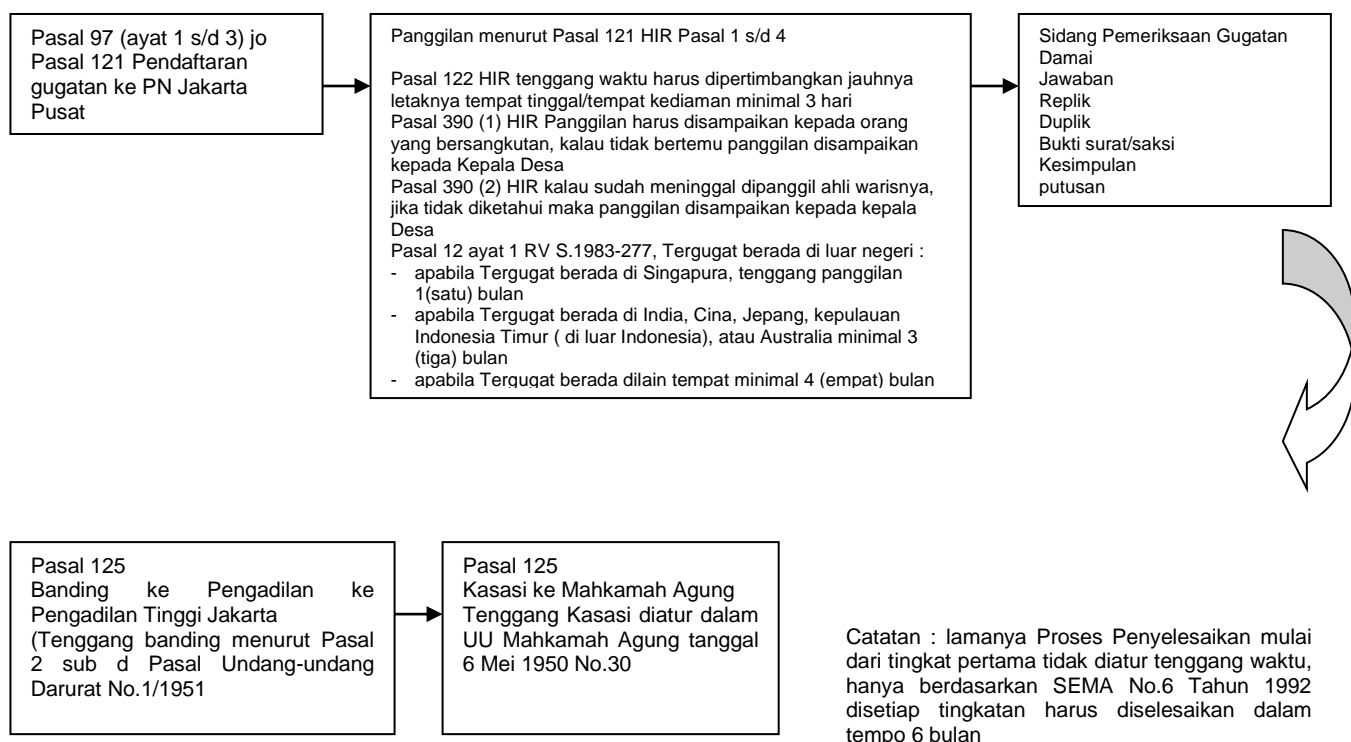 Pasal 97 (ayat 1 s/d 3) jo
Pasal 121 Pendaftaran
gugatan ke PN Jakarta
Pusat
Panggilan menurut Pasal 121 HIR Pasal 1 s/d 4
Pasal 122 HIR tenggang waktu harus dipertimbangkan jauhnya
letaknya tempat tinggal/tempat kediaman minimal 3 hari
Pasal 390 (1) HIR Panggilan harus disampaikan kepada orang
yang bersangkutan, kalau tidak bertemu panggilan disampaikan
kepada Kepala Desa
Pasal 390 (2) HIR kalau sudah meninggal dipanggil ahli warisnya,
jika tidak diketahui maka panggilan disampaikan kepada kepala
Desa
Pasal 12 ayat 1 RV S.1983-277, Tergugat berada di luar negeri :
- apabila Tergugat berada di Singapura, tenggang panggilan
1(satu) bulan
- apabila Tergugat berada di India, Cina, Jepang, kepulauan
Indonesia Timur ( di luar Indonesia), atau Australia minimal 3
(tiga) bulan
- apabila Tergugat berada dilain tempat minimal 4 (empat) bulan
Sidang Pemeriksaan Gugatan
Damai
Jawaban
Replik
Duplik
Bukti surat/saksi
Kesimpulan
putusan
Pasal 125
Banding ke Pengadilan ke
Pengadilan Tinggi Jakarta
(Tenggang banding menurut Pasal
2 sub d Pasal Undang-undang
Darurat No.1/1951
Pasal 125
Kasasi ke Mahkamah Agung
Tenggang Kasasi diatur dalam
UU Mahkamah Agung tanggal
6 Mei 1950 No.30
Catatan : lamanya Proses Penyelesaikan mulai
dari tingkat pertama tidak diatur tenggang waktu,
hanya berdasarkan SEMA No.6 Tahun 1992
disetiap tingkatan harus diselesaikan dalam
tempo 6 bulan